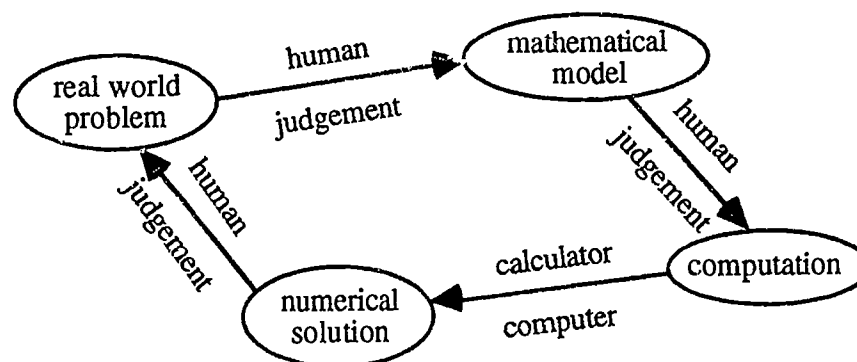 real world
problem
human
judgement
mathematical
model
human
judgement
computation
calculator
computer
numerical
solution
human
judgement